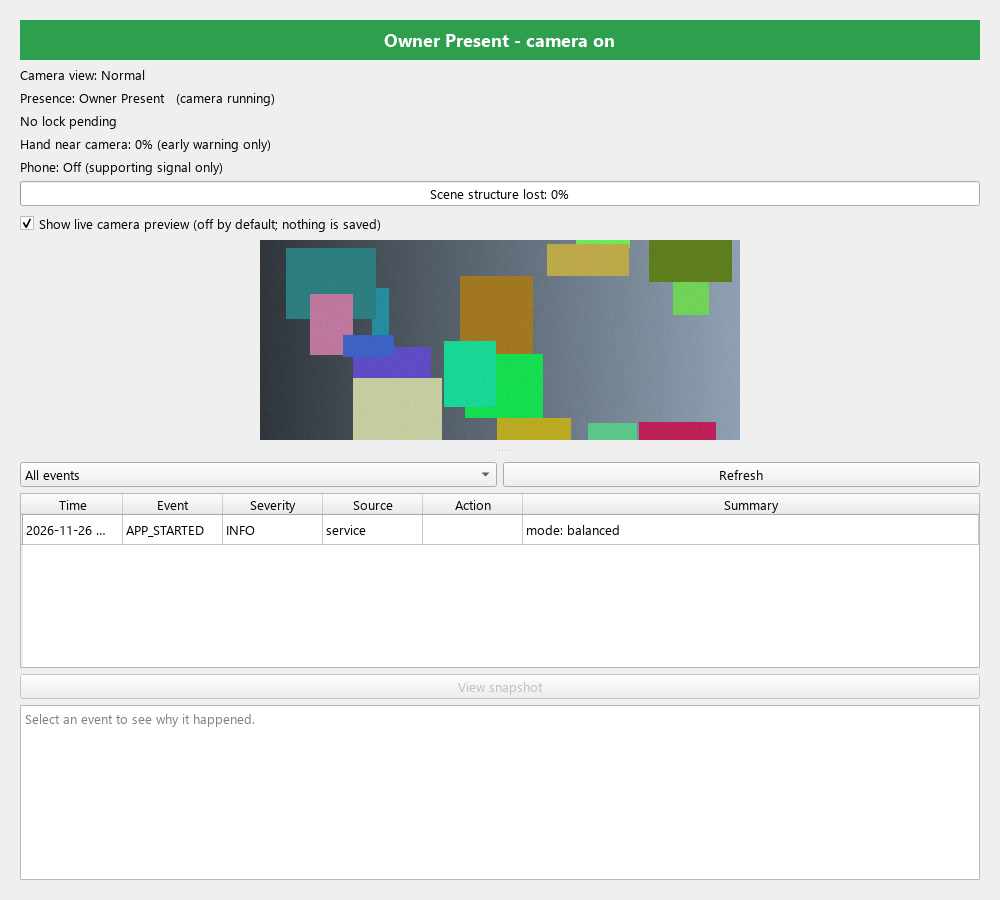 Owner Present - camera on
Camera view: Normal
Presence: Owner Present (camera running)
No lock pending
Hand near camera: 0% (early warning only)
Phone: Off (supporting signal only)
Scene structure lost: 0%
Show live camera preview (off by default; nothing is saved)
All events Refresh
Time Event Severity Source Action Summary
2026-11-26 ... APP_STARTED INFO service mode: balanced
View snapshot
Select an event to see why it happened.